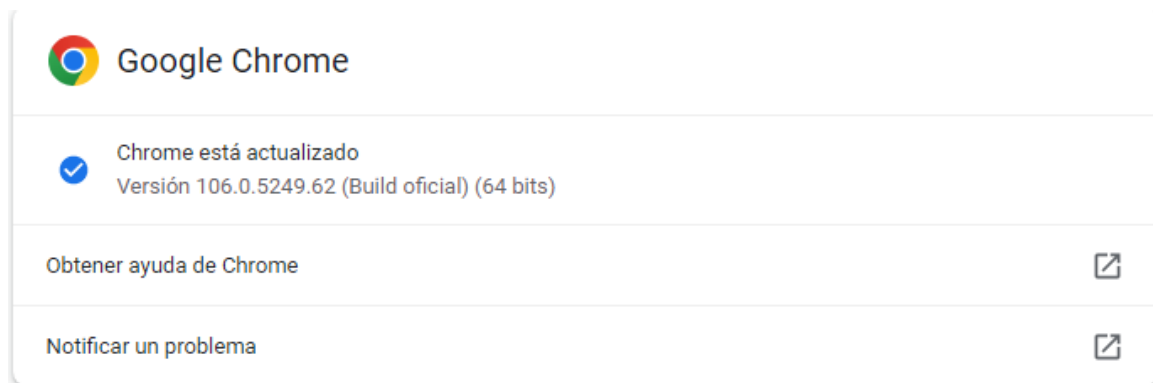 Google Chrome
Chrome está actualizado
Versión 106.0.5249.62 (Build oficial) (64 bits)
Obtener ayuda de Chrome
Notificar un problema